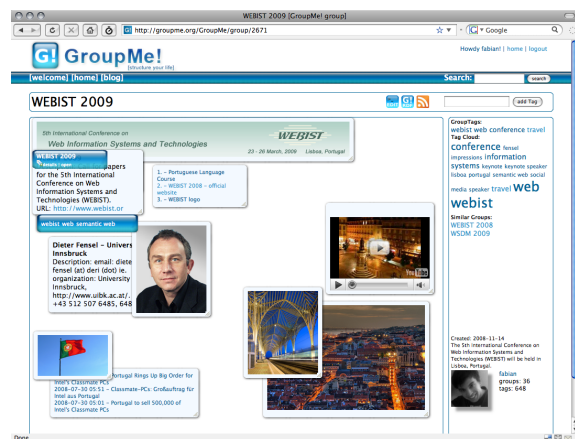 WEBIST 2009 [GroupMe! group]
http://groupme.org/GroupMe/group/2671
Google
G! GroupMe!
[structure your life]
Howdy fabian! | home | logout
[welcome] [home] [blog]
Search:
search
WEBIST 2009
add Tag
5th International Conference on
Web Information Systems and Technologies
WEBIST
23 - 26 March, 2009 Lisboa, Portugal
WEBIST 2009
details | open
papers
for the 5th International
Conference on Web
Information Systems and
Technologies (WEBIST).
URL: http://www.webist.or
webist web semantic web
1. - Portuguese Language
Course
2. - WEBIST 2008 - official
website
3. - WEBIST logo
Dieter Fensel - Univers
Innsbruck
Description: email: diete
fensel (at) deri (dot) ie.
organization: University
Innsbruck,
http://www.uibk.ac.at/.
+43 512 507 6485, 648
You Tube
Portugal Rings Up Big Order for
Intel's Classmate PCs
2008-07-30 05:51 - Classmate-PCs: Großauftrag für
Intel aus Portugal
2008-07-30 05:01 - Portugal to sell 500,000 of
Intel's Classmate PCs
GroupTags:
webist web conference travel
Tag Cloud:
conference fensel
impressions information
systems keynote keynote speaker
lisboa portugal semantic web social
media speaker travel web
webist
Similar Groups:
WEBIST 2008
WSDM 2009
Created: 2008-11-14
The 5th International Conference on
Web Information Systems and
Technologies (WEBIST) will be held in
Lisboa, Portugal.
fabian
groups: 36
tags: 648
Done